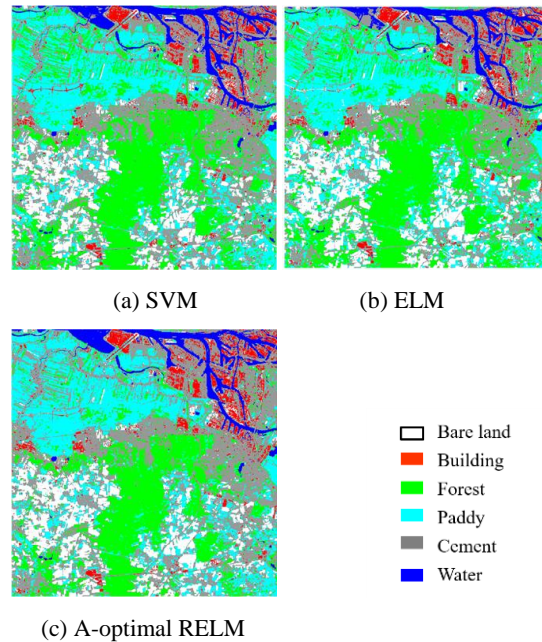 (a) SVM
(b) ELM
Bare land
Building
Forest
Paddy
Cement
Water
(c) A-optimal RELM